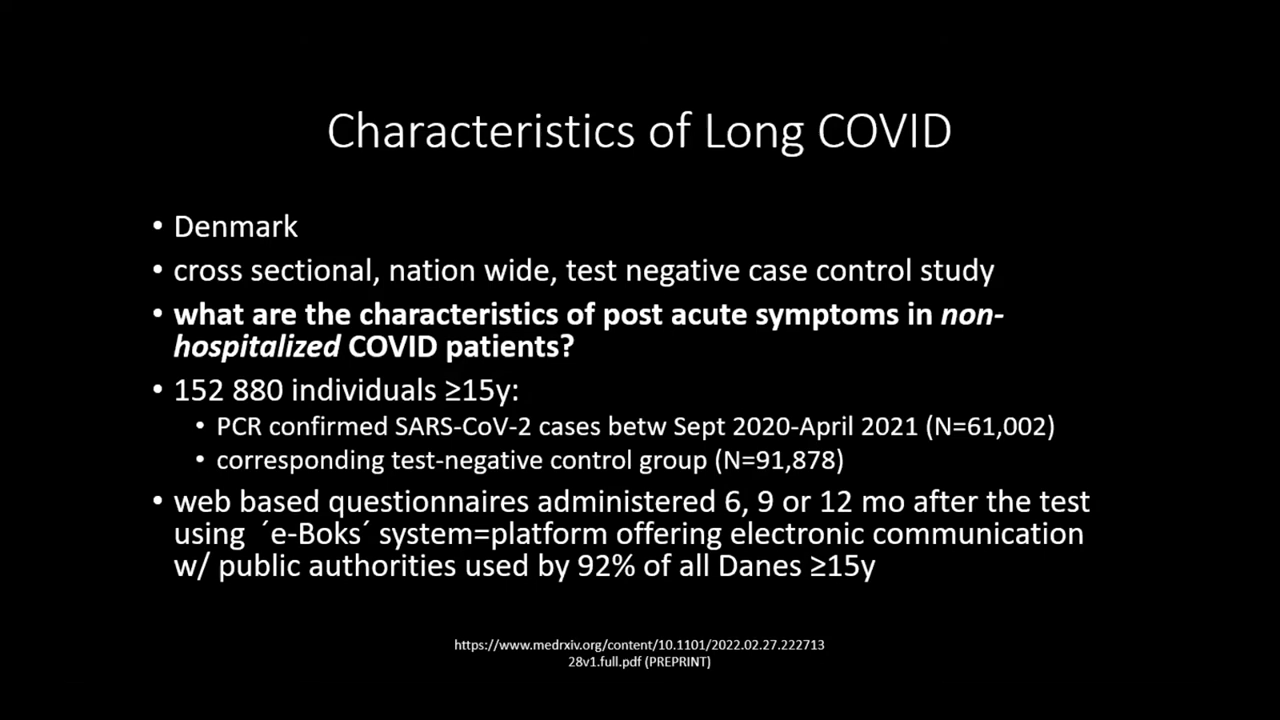 Characteristics of Long COVID
• Denmark
• cross sectional, nation wide, test negative case control study
• what are the characteristics of post acute symptoms in non-
hospitalized COVID patients?
• 152 880 individuals ≥15y:
• PCR confirmed SARS-CoV-2 cases betw Sept 2020-April 2021 (N=61,002)
• corresponding test-negative control group (N=91,878)
• web based questionnaires administered 6, 9 or 12 mo after the test
using ´e-Boks´ system=platform offering electronic communication
w/ public authorities used by 92% of all Danes ≥15y
https://www.medrxiv.org/content/10.1101/2022.02.27.222713
28v1.full.pdf (PREPRINT)